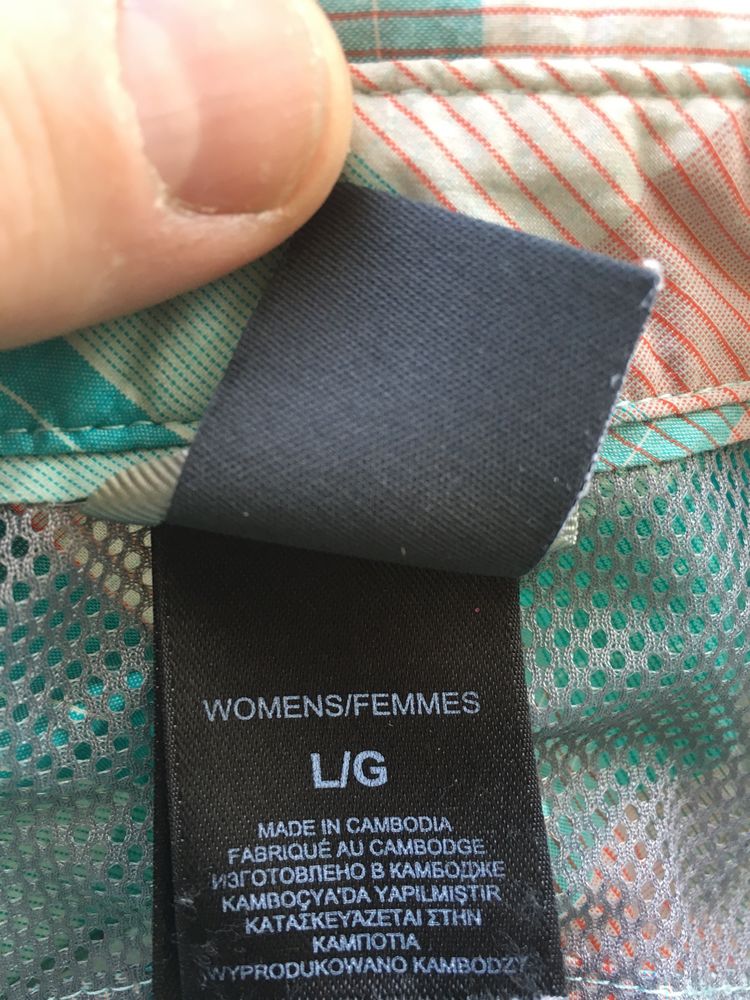 WOMENS/FEMMES
L/G
MADE IN CAMBODIA
FABRIQUÉ AU CAMBODGE
ИЗГОТОВЛЕНО В КАМБОДЖЕ
KAMBOÇYA'DA YAPILMIŞTIR
ΚΑΤΑΣΚΕΥΑΖΕΤΑΙ ΣΤΗΝ
ΚΑΜΠΟΤΙΑ
WYPRODUKOWANO KAMBODZY